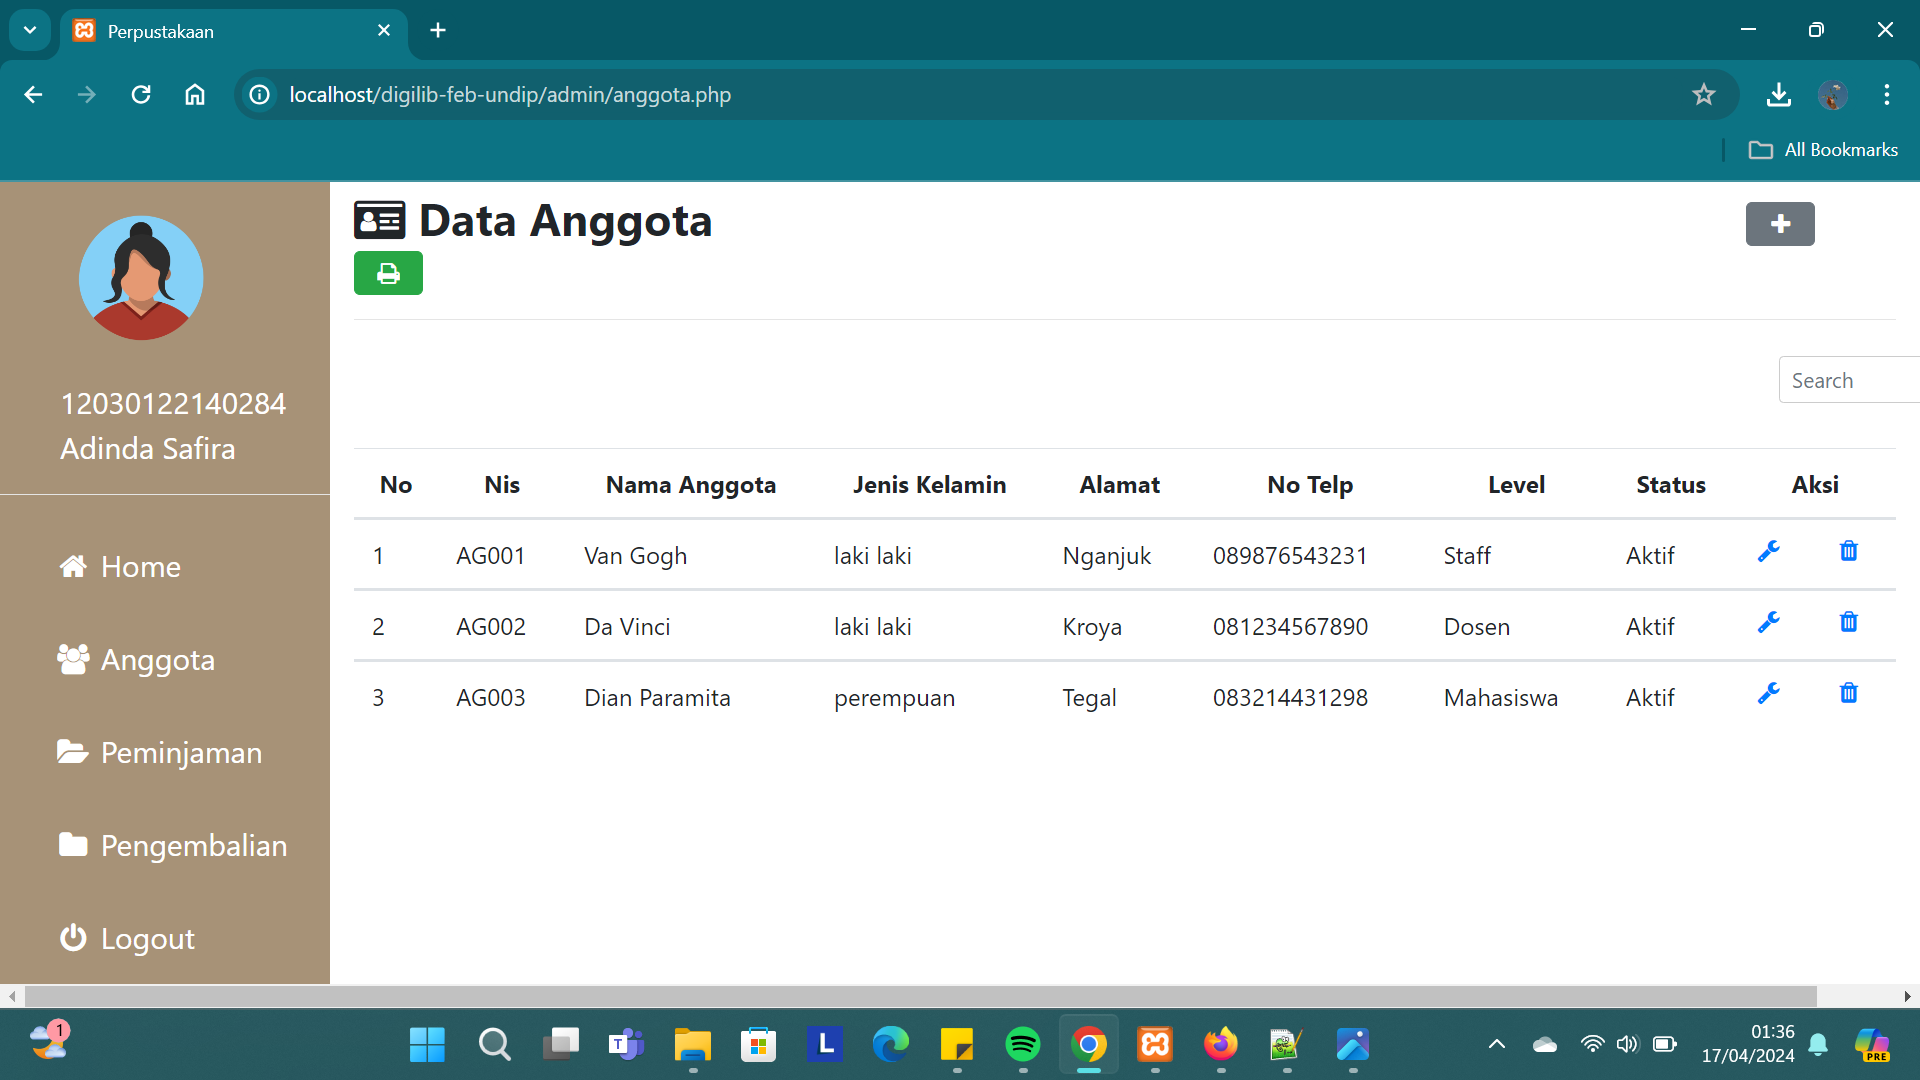 Perpustakaan
localhost/digilib-feb-undip/admin/anggota.php
All Bookmarks
12030122140284
Adinda Safira
Home
Anggota
Peminjaman
Pengembalian
Logout
Data Anggota
Search
No Nis Nama Anggota Jenis Kelamin Alamat No Telp Level Status Aksi
1 AG001 Van Gogh laki laki Nganjuk 089876543231 Staff Aktif
2 AG002 Da Vinci laki laki Kroya 081234567890 Dosen Aktif
3 AG003 Dian Paramita perempuan Tegal 083214431298 Mahasiswa Aktif
1
T
L
01:36
17/04/2024
PRE